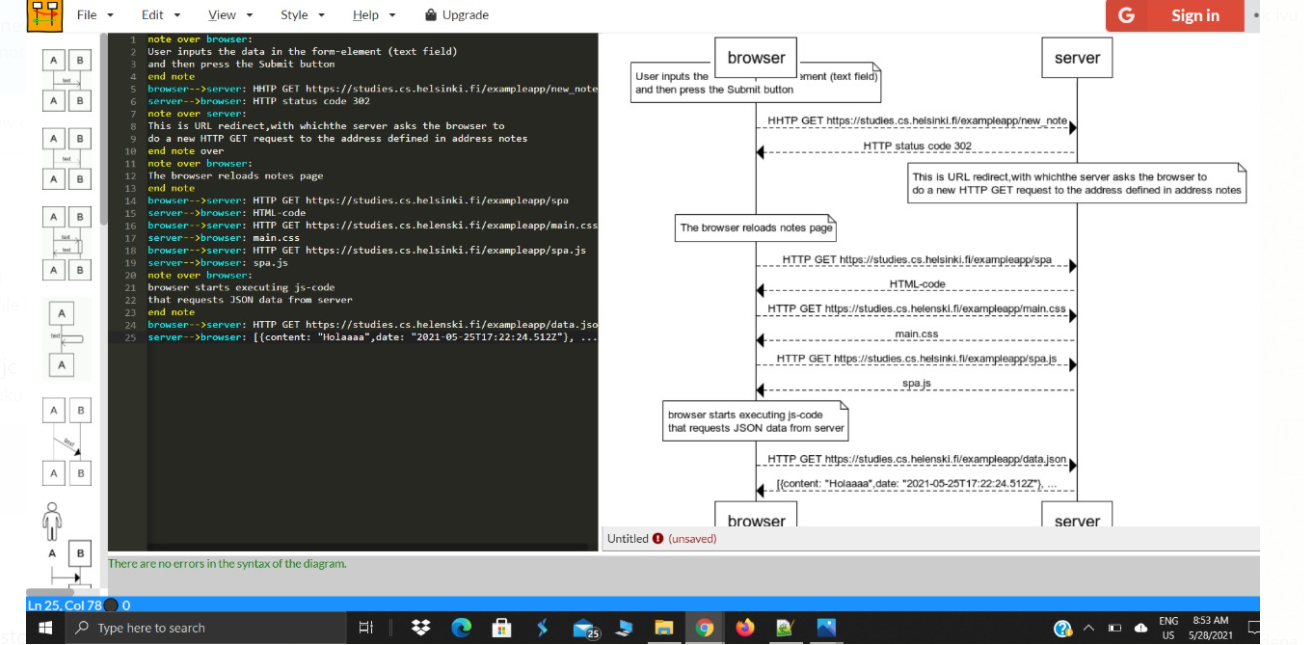 File
Edit
View
Style
Help
Upgrade
G
Sign in
A B
text
A B
A B
text
A B
A B
text
text
A B
A
text
A
A B
text
A B
A B
1 note over browser:
2 User inputs the data in the form-element (text field)
3 and then press the Submit button
4 end note
5 browser-->server: HHTP GET https://studies.cs.helsinki.fi/exampleapp/new_note
6 server-->browser: HTTP status code 302
7 note over server:
8 This is URL redirect,with whichthe server asks the browser to
9 do a new HTTP GET request to the address defined in address notes
10 end note over
11 note over browser:
12 The browser reloads notes page
13 end note
14 browser-->server: HTTP GET https://studies.cs.helsinki.fi/exampleapp/spa
15 server-->browser: HTML-code
16 browser-->server: HTTP GET https://studies.cs.helenski.fi/exampleapp/main.css
17 server-->browser: main.css
18 browser-->server: HTTP GET https://studies.cs.helsinki.fi/exampleapp/spa.js
19 server-->browser: spa.js
20 note over browser:
21 browser starts executing js-code
22 that requests JSON data from server
23 end note
24 browser-->server: HTTP GET https://studies.cs.helenski.fi/exampleapp/data.jso
25 server-->browser: [{content: "Holaaaa",date: "2021-05-25T17:22:24.512Z"}, ...
browser
server
User inputs the ement (text field)
and then press the Submit button
HHTP GET https://studies.cs.helsinki.fi/exampleapp/new_note
HTTP status code 302
This is URL redirect,with whichthe server asks the browser to
do a new HTTP GET request to the address defined in address notes
The browser reloads notes page
HTTP GET https://studies.cs.helsinki.fi/exampleapp/spa
HTML-code
HTTP GET https://studies.cs.helenski.fi/exampleapp/main.css
main.css
HTTP GET https://studies.cs.helsinki.fi/exampleapp/spa.js
spa.js
browser starts executing js-code
that requests JSON data from server
HTTP GET https://studies.cs.helenski.fi/exampleapp/data.json
[{content: "Holaaaa",date: "2021-05-25T17:22:24.512Z"}, ...
browser
server
Untitled (unsaved)
There are no errors in the syntax of the diagram.
Ln 25, Col 78 0
Type here to search
25
ENG
US
8:53 AM
5/28/2021